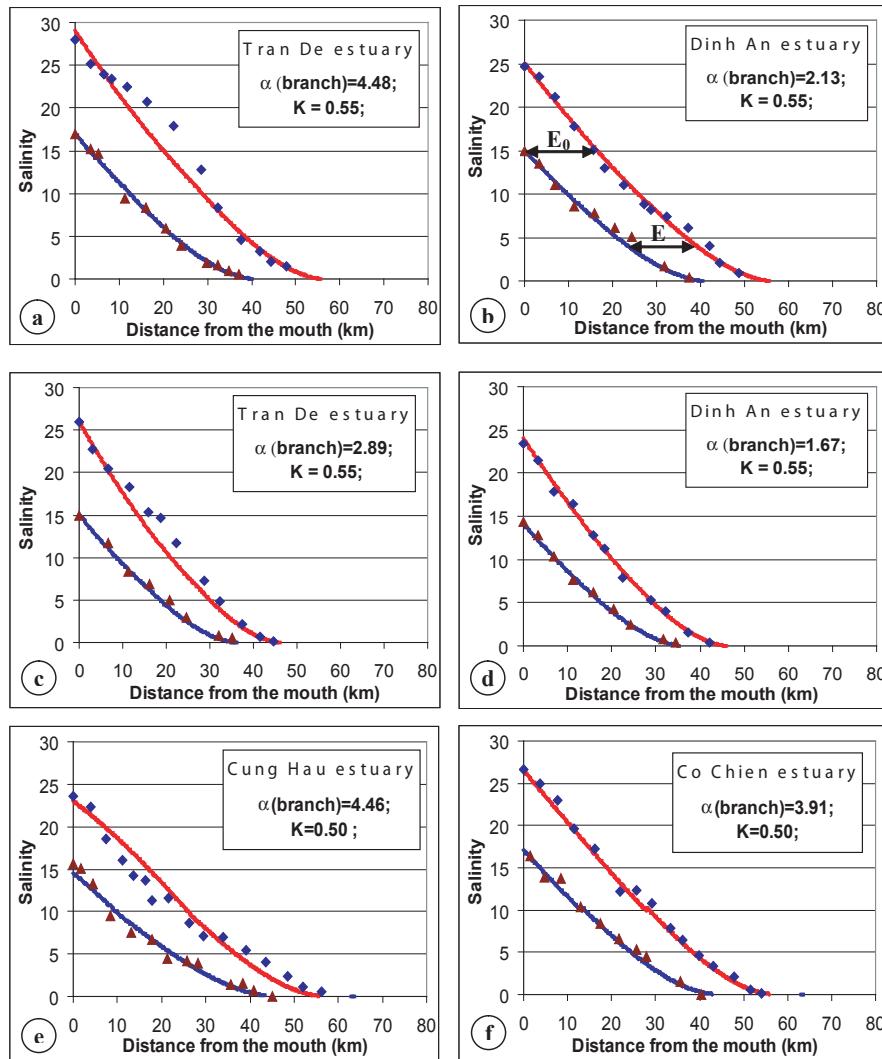 Tran De estuary
α (branch)=4.48;
K = 0.55;
30
25
20
15
10
5
0
Salinity
0 10 20 30 40 50 60 70 80
Distance from the mouth (km)
a
Dinh An estuary
α (branch)=2.13;
K = 0.55;
E0
E
30
25
20
15
10
5
0
Salinity
0 10 20 30 40 50 60 70 80
Distance from the mouth (km)
b
Tran De estuary
α (branch)=2.89;
K = 0.55;
30
25
20
15
10
5
0
Salinity
0 10 20 30 40 50 60 70 80
Distance from the mouth (km)
c
Dinh An estuary
α (branch)=1.67;
K = 0.55;
30
25
20
15
10
5
0
Salinity
0 10 20 30 40 50 60 70 80
Distance from the mouth (km)
d
Cung Hau estuary
α(branch)=4.46;
K=0.50 ;
30
25
20
15
10
5
0
Salinity
0 10 20 30 40 50 60 70 80
Distance from the mouth (km)
e
Co Chien estuary
α(branch)=3.91;
K=0.50;
30
25
20
15
10
5
0
Salinity
0 10 20 30 40 50 60 70 80
Distance from the mouth (km)
f